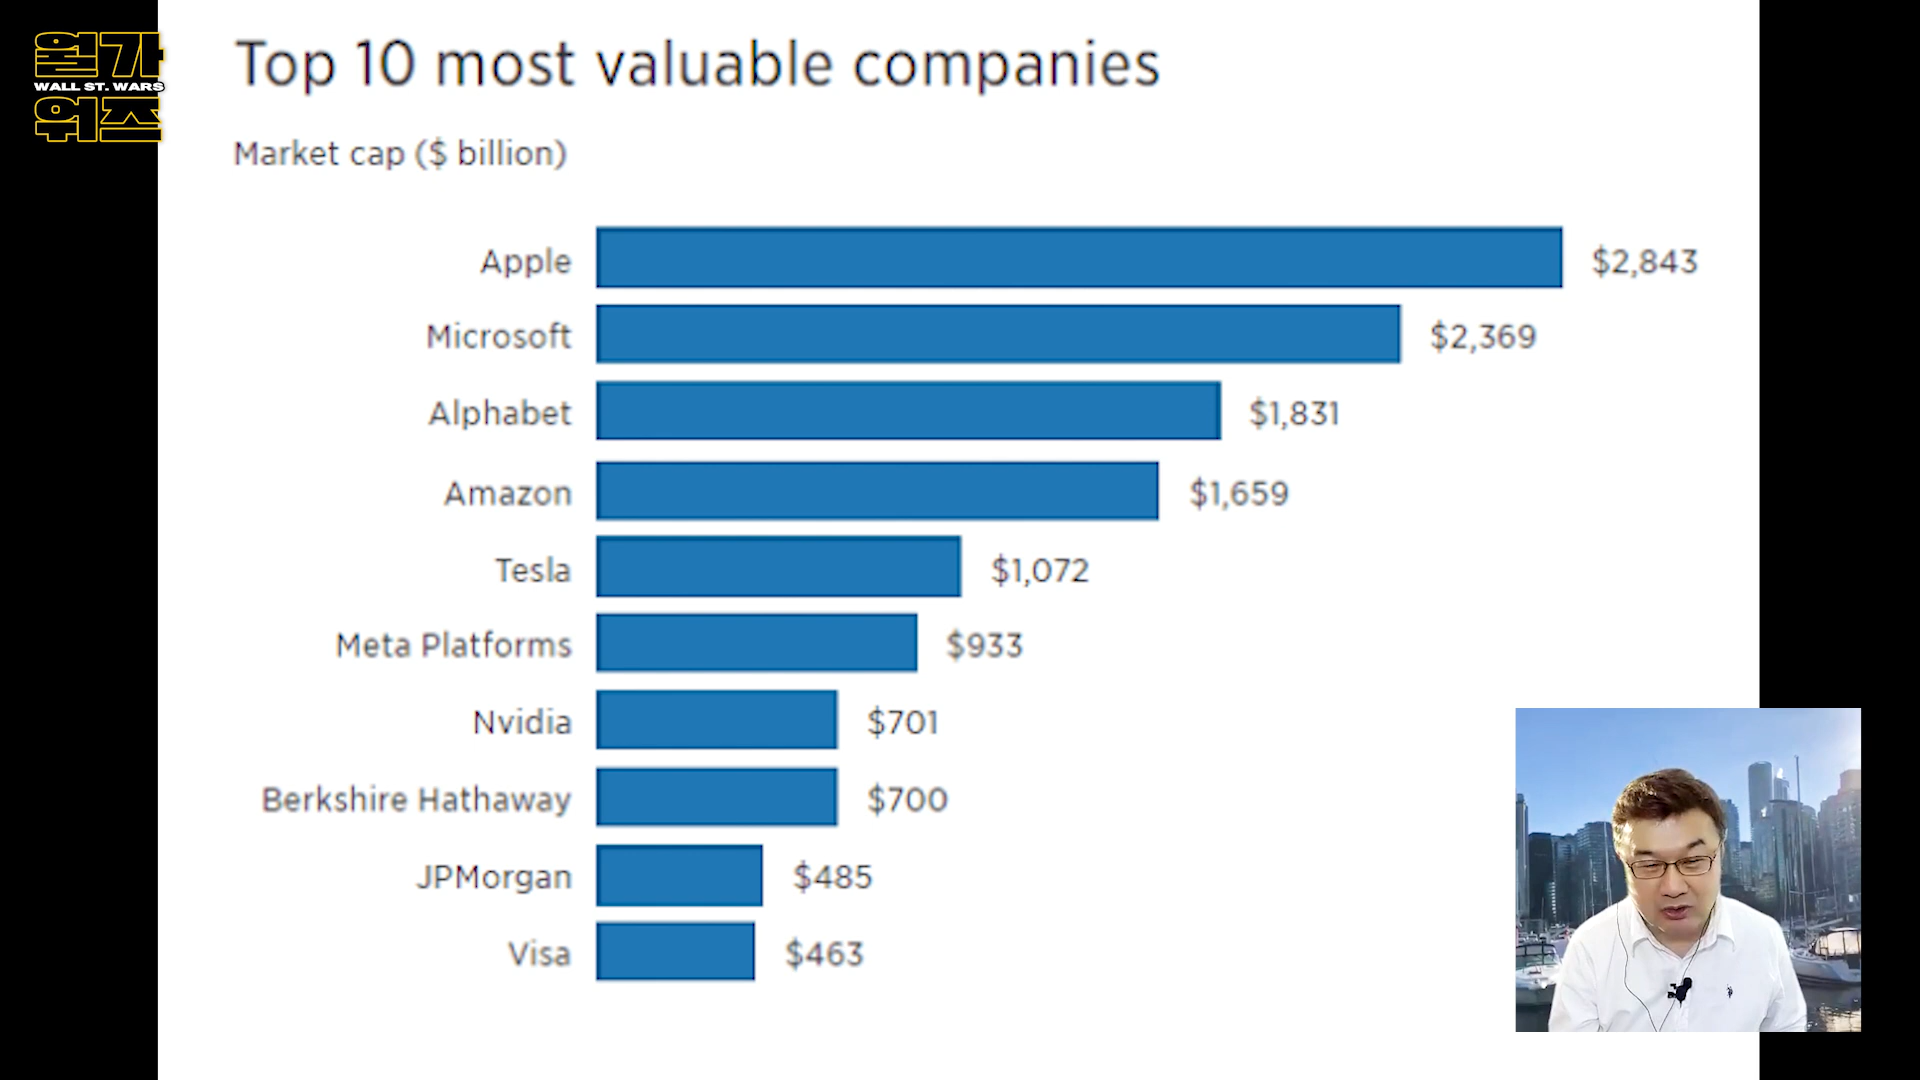 월가
WALL ST. WARS
워즈
Top 10 most valuable companies
Market cap ($ billion)
Apple $2,843
Microsoft $2,369
Alphabet $1,831
Amazon $1,659
Tesla $1,072
Meta Platforms $933
Nvidia $701
Berkshire Hathaway $700
JPMorgan $485
Visa $463